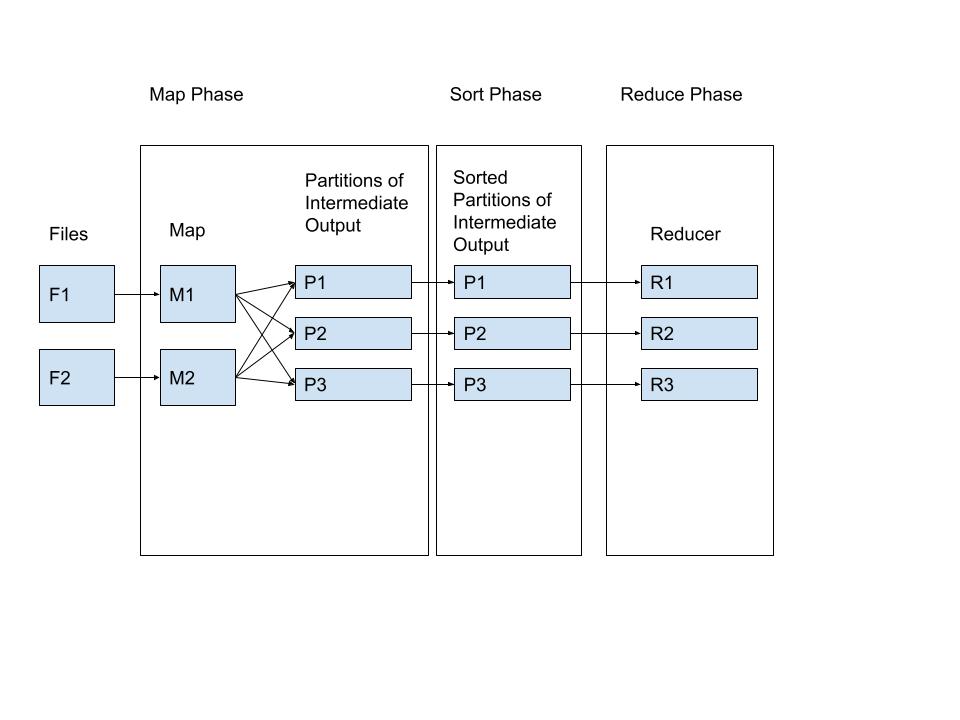 Map Phase
Sort Phase
Reduce Phase
Files
Map
Partitions of
Intermediate
Output
Sorted
Partitions of
Intermediate
Output
Reducer
F1
M1
P1
P1
R1
P2
P2
R2
F2
M2
P3
P3
R3